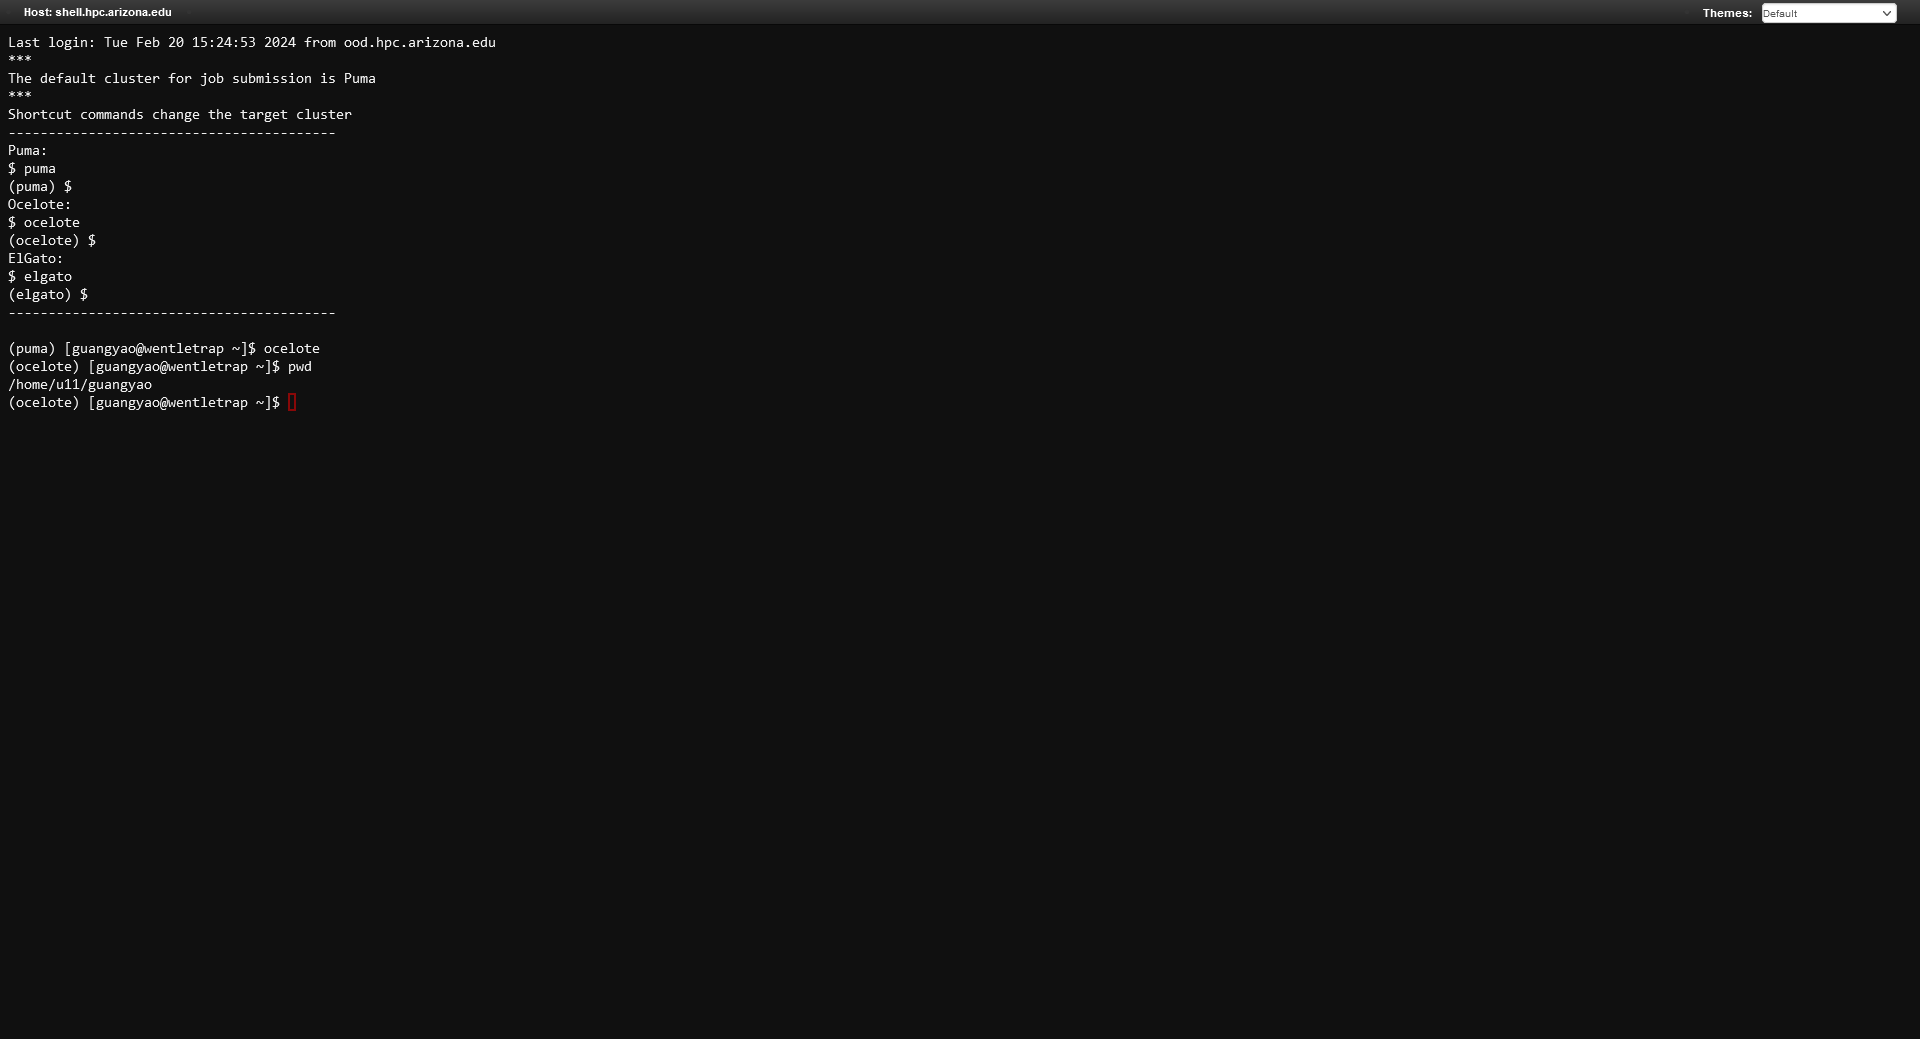 Host: shell.hpc.arizona.edu
Themes: Default
Last login: Tue Feb 20 15:24:53 2024 from ood.hpc.arizona.edu
***
The default cluster for job submission is Puma
***
Shortcut commands change the target cluster
-----------------------------------------
Puma:
$ puma
(puma) $
Ocelote:
$ ocelote
(ocelote) $
ElGato:
$ elgato
(elgato) $
-----------------------------------------
(puma) [guangyao@wentletrap ~]$ ocelote
(ocelote) [guangyao@wentletrap ~]$ pwd
/home/u11/guangyao
(ocelote) [guangyao@wentletrap ~]$